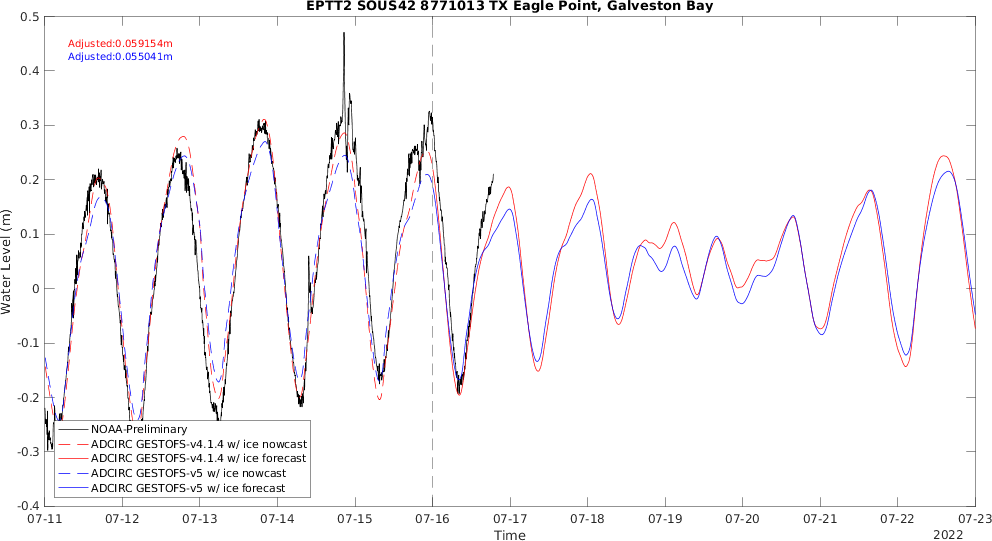 EPTT2 SOUS42 8771013 TX Eagle Point, Galveston Bay
Adjusted:0.059154m
Adjusted:0.055041m
0.5
0.4
0.3
0.2
0.1
0
-0.1
-0.2
-0.3
-0.4
Water Level (m)
NOAA-Preliminary
ADCIRC GESTOFS-v4.1.4 w/ ice nowcast
ADCIRC GESTOFS-v4.1.4 w/ ice forecast
ADCIRC GESTOFS-v5 w/ ice nowcast
ADCIRC GESTOFS-v5 w/ ice forecast
07-11 07-12 07-13 07-14 07-15 07-16 07-17 07-18 07-19 07-20 07-21 07-22 07-23
Time
2022